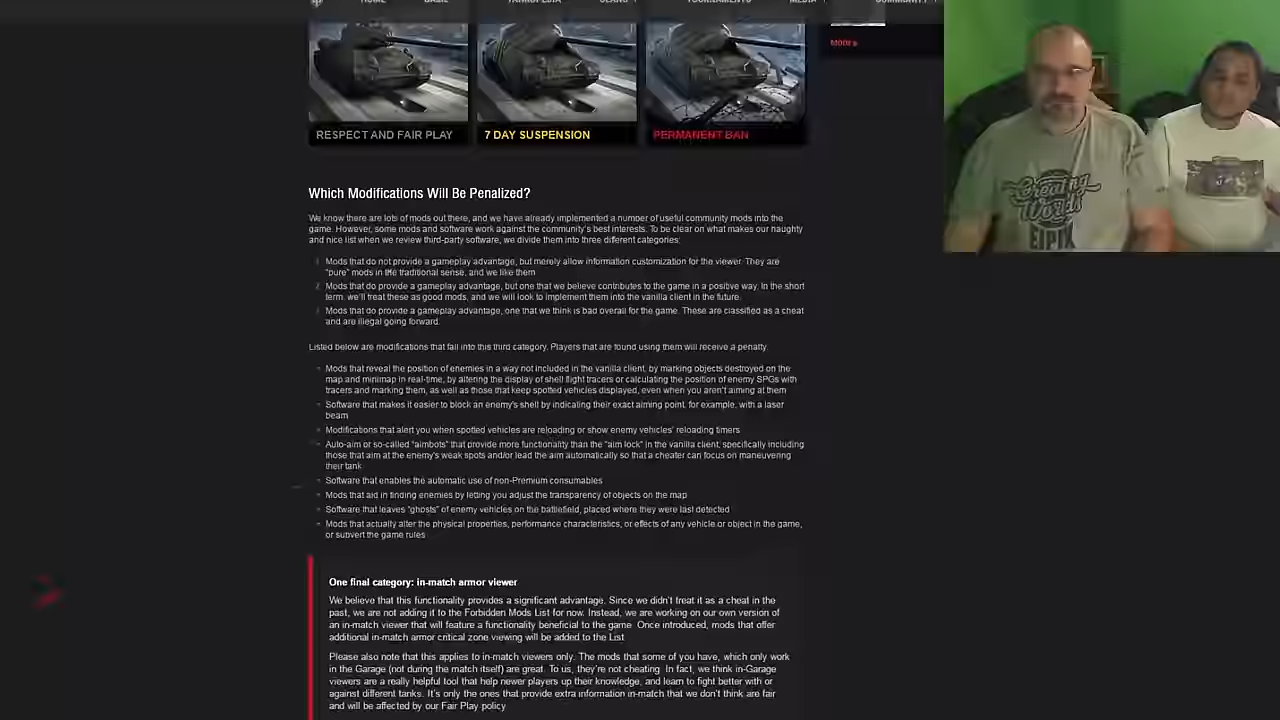 HOME GAME TANKOPEDIA CLANS TOURNAMENTS MEDIA COMMUNITY
More
RESPECT AND FAIR PLAY 7 DAY SUSPENSION PERMANENT BAN
Which Modifications Will Be Penalized?
We know there are lots of mods out there, and we have already implemented a number of useful community mods into the
game. However, some mods and software work against the community's best interests. To be clear on what makes our naughty
and nice list when we review third-party software, we divide them into three different categories:
Mods that do not provide a gameplay advantage, but merely allow information customization for the viewer. They are
"pure" mods in the traditional sense, and we like them
Mods that do provide a gameplay advantage, but one that we believe contributes to the game in a positive way. In the short
term, we'll treat these as good mods, and we will look to implement them into the vanilla client in the future.
Mods that do provide a gameplay advantage, one that we think is bad overall for the game. These are classified as a cheat
and are illegal going forward.
Listed below are modifications that fall into this third category. Players that are found using them will receive a penalty.
Mods that reveal the position of enemies in a way not included in the vanilla client, by marking objects destroyed on the
map and minimap in real-time, by altering the display of shell flight tracers or calculating the position of enemy SPGs with
tracers and marking them, as well as those that keep spotted vehicles displayed, even when you aren't aiming at them
Software that makes it easier to block an enemy's shell by indicating their exact aiming point, for example, with a laser
beam
Modifications that alert you when spotted vehicles are reloading or show enemy vehicles' reloading timers
Auto-aim or so-called "aimbots" that provide more functionality than the "aim lock" in the vanilla client, specifically including
those that aim at the enemy's weak spots and/or lead the aim automatically so that a cheater can focus on maneuvering
their tank
Software that enables the automatic use of non-Premium consumables
Mods that aid in finding enemies by letting you adjust the transparency of objects on the map
Software that leaves "ghosts" of enemy vehicles on the battlefield, placed where they were last detected
Mods that actually alter the physical properties, performance characteristics, or effects of any vehicle or object in the game,
or subvert the game rules
One final category: in-match armor viewer
We believe that this functionality provides a significant advantage. Since we didn't treat it as a cheat in the
past, we are not adding it to the Forbidden Mods List for now. Instead, we are working on our own version of
an in-match viewer that will feature a functionality beneficial to the game. Once introduced, mods that offer
additional in-match armor critical zone viewing will be added to the List
Please also note that this applies to in-match viewers only. The mods that some of you have, which only work
in the Garage (not during the match itself) are great. To us, they're not cheating. In fact, we think in-Garage
viewers are a really helpful tool that help newer players up their knowledge, and learn to fight better with or
against different tanks. It's only the ones that provide extra information in-match that we don't think are fair
and will be affected by our Fair Play policy
Creating
Worlds